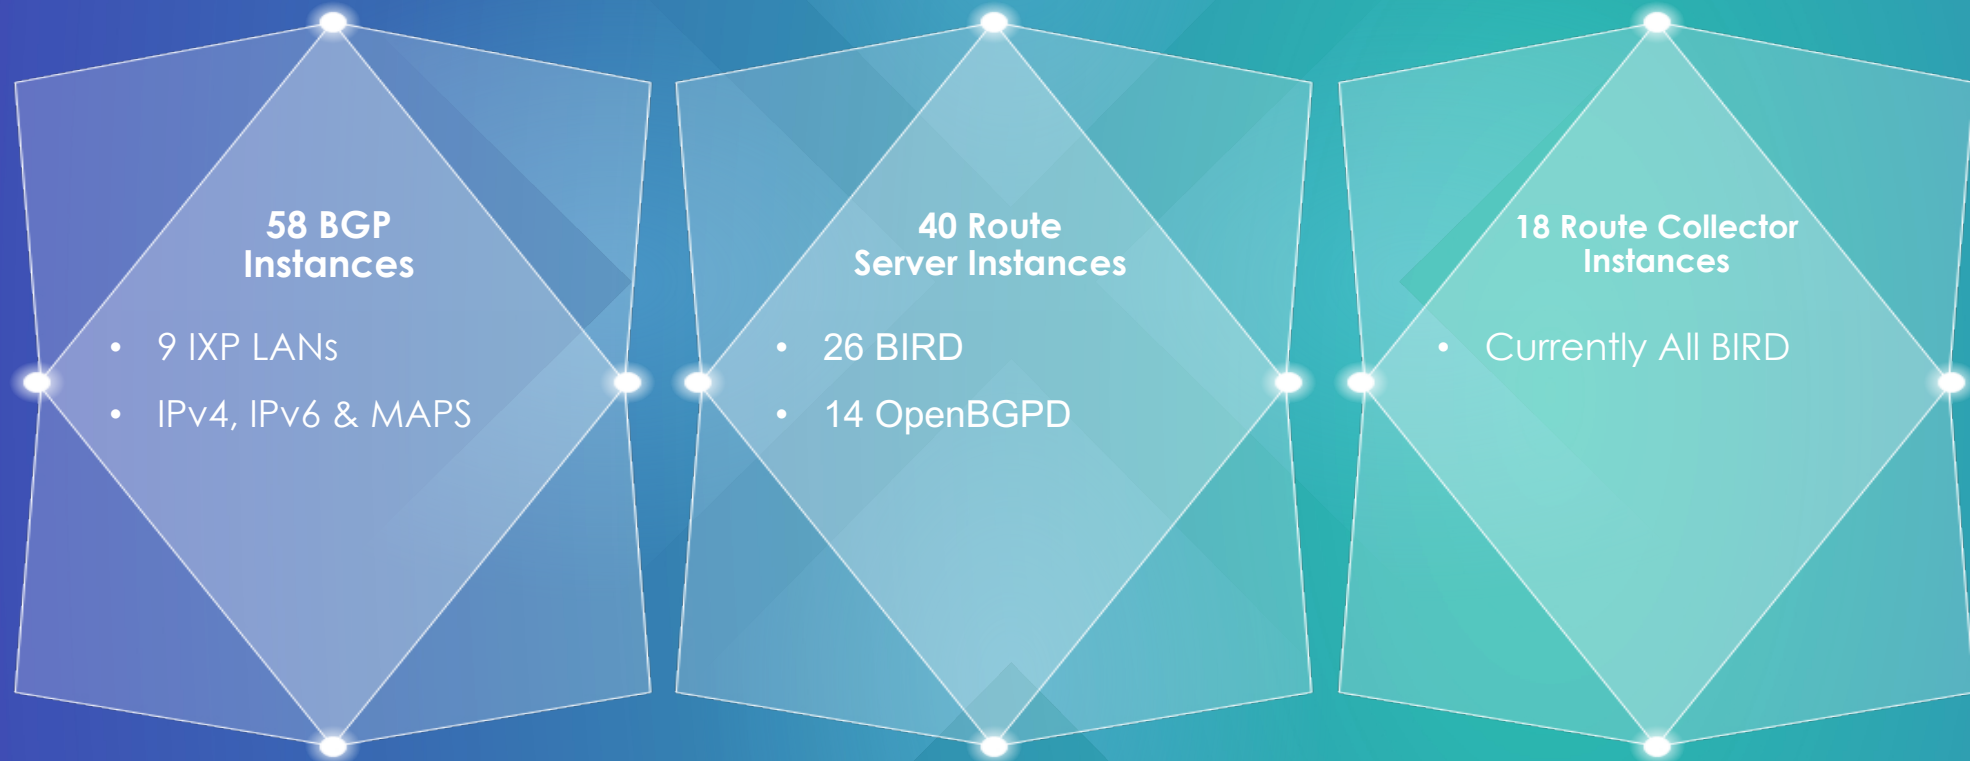 58 BGP
Instances
• 9 IXP LANs
• IPv4, IPv6 & MAPS
40 Route
Server Instances
• 26 BIRD
• 14 OpenBGPD
18 Route Collector
Instances
• Currently All BIRD